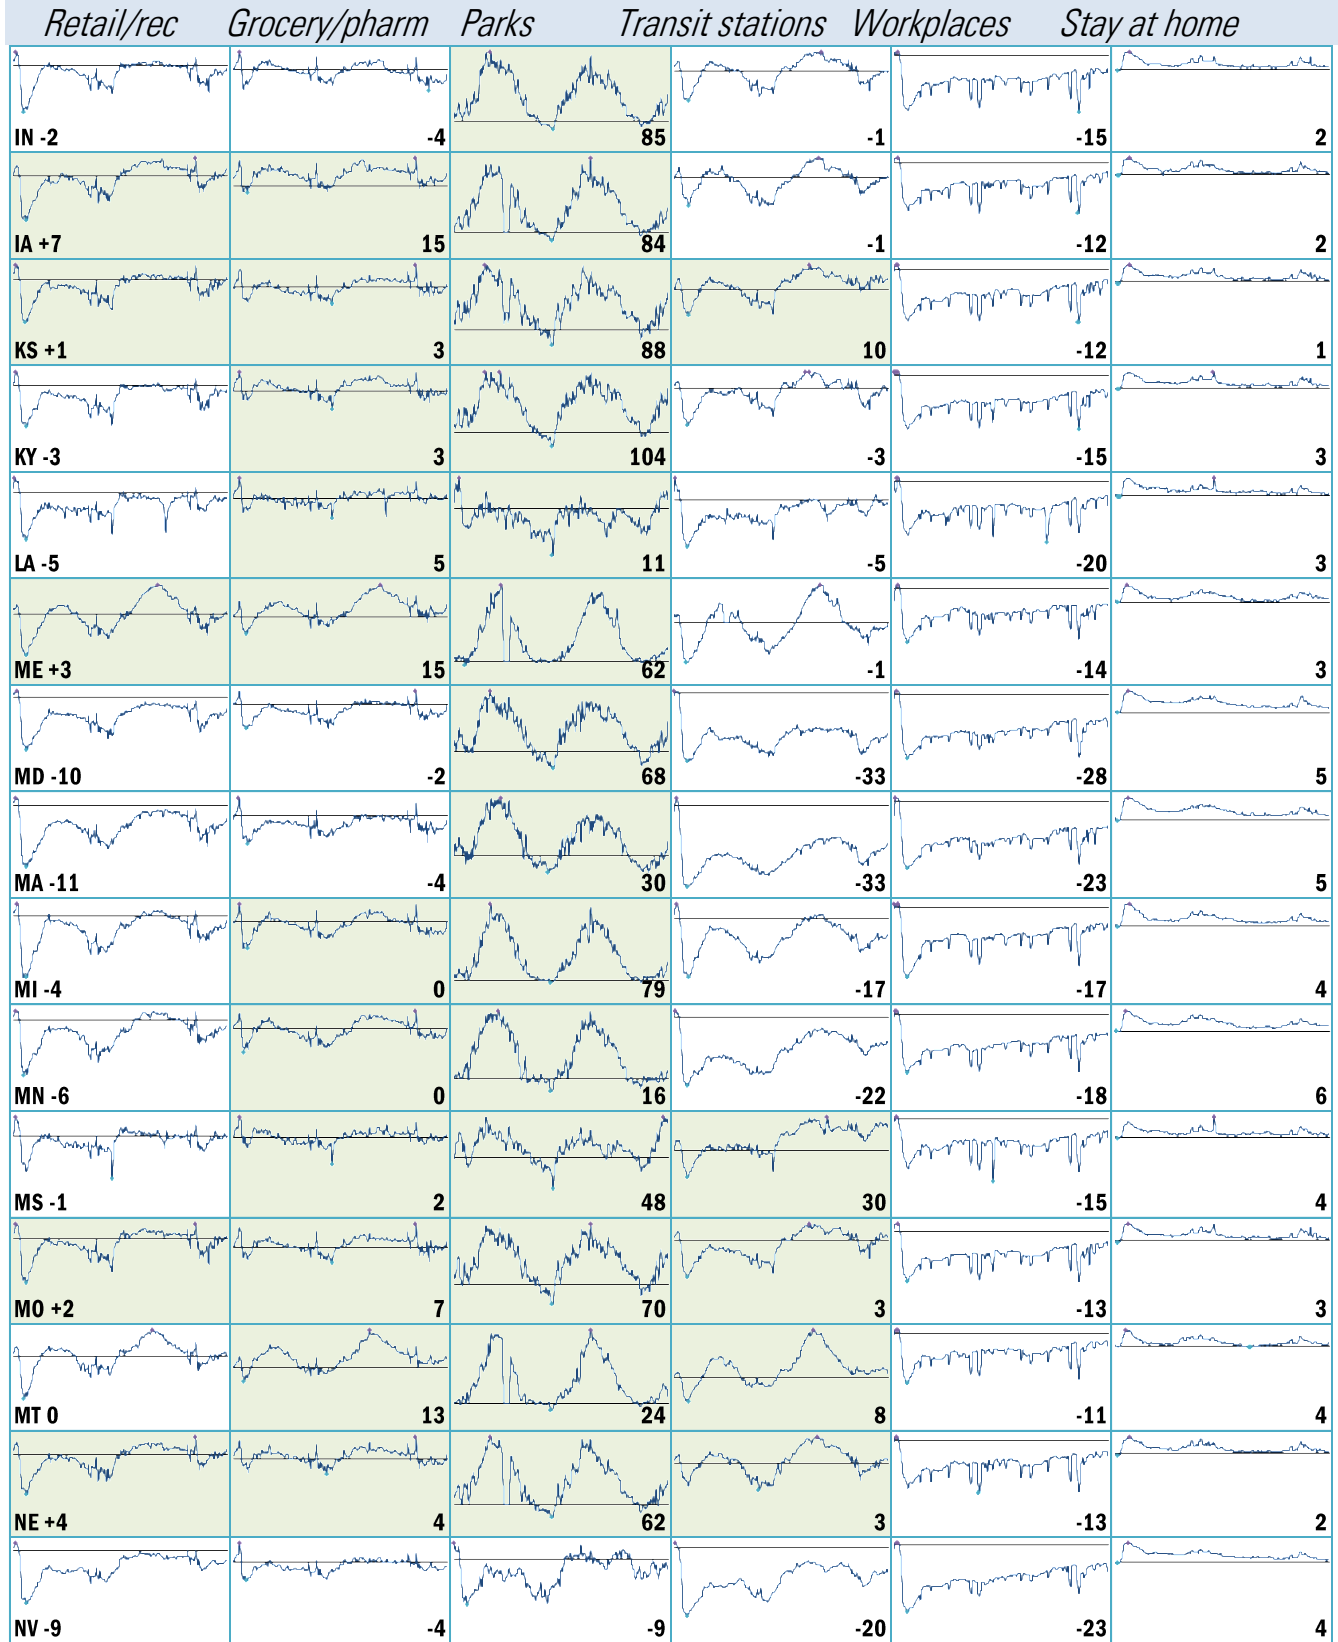 Retail/rec Grocery/pharm Parks Transit stations Workplaces Stay at home
IN -2 -4 85 -1 -15 2
IA +7 15 84 -1 -12 2
KS +1 3 88 10 -12 1
KY -3 3 104 -3 -15 3
LA -5 5 11 -5 -20 3
ME +3 15 62 -1 -14 3
MD -10 -2 68 -33 -28 5
MA -11 -4 30 -33 -23 5
MI -4 0 79 -17 -17 4
MN -6 0 16 -22 -18 6
MS -1 2 48 30 -15 4
MO +2 7 70 3 -13 3
MT 0 13 24 8 -11 4
NE +4 4 62 3 -13 2
NV -9 -4 -9 -20 -23 4